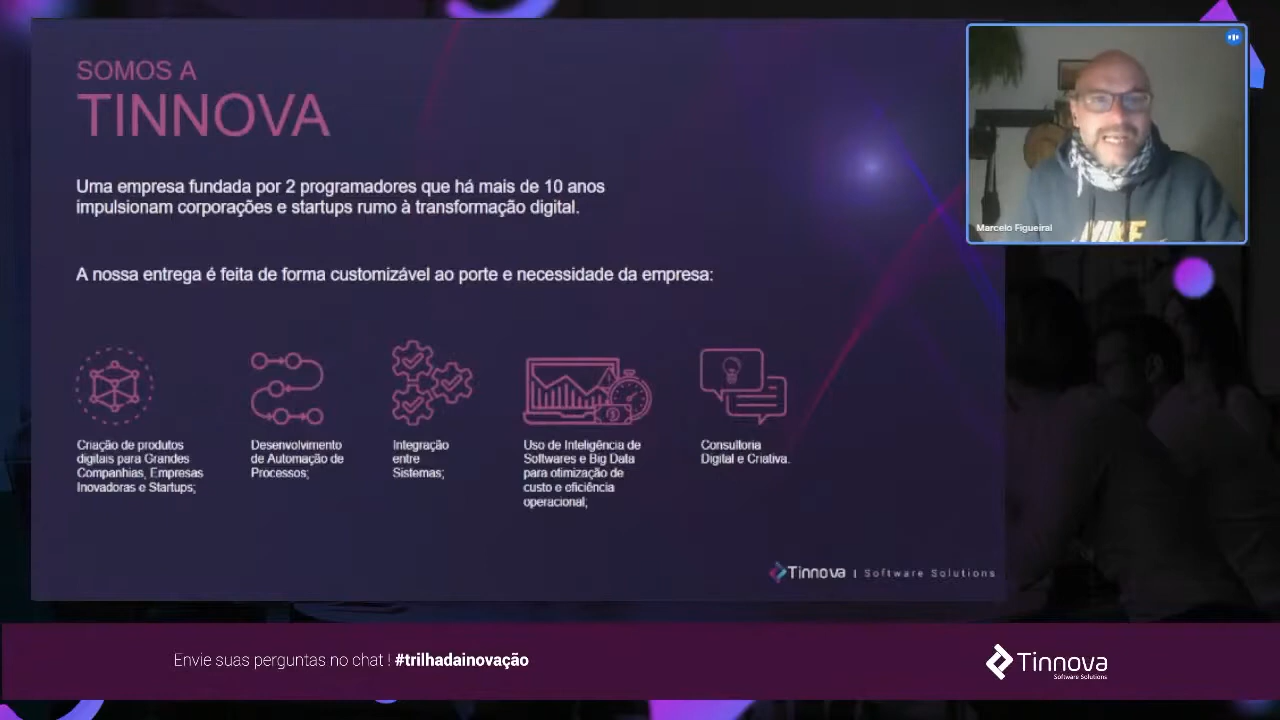 SOMOS A
TINNOVA
Uma empresa fundada por 2 programadores que há mais de 10 anos
impulsionam corporações e startups rumo à transformação digital.
A nossa entrega é feita de forma customizável ao porte e necessidade da empresa:
Criação de produtos
digitais para Grandes
Companhias, Empresas
Inovadoras e Startups;
Desenvolvimento
de Automação de
Processos;
Integração
entre
Sistemas;
Uso de Inteligência de
Softwares e Big Data
para otimização de
custo e eficiência
operacional;
Consultoria
Digital e Criativa.
Tinnova | Software Solutions
Marcelo Figueiral
NIKE
Envie suas perguntas no chat ! #trilhadainovação
Tinnova
Software Solutions